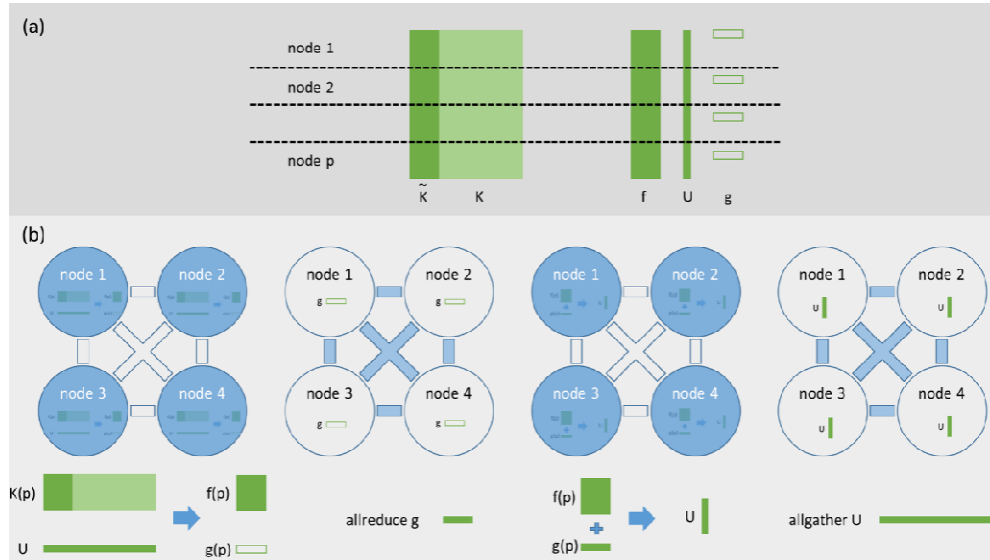 (a)
node 1
node 2
node p
K̃ K f U g
(b)
node 1 node 2 node 1 node 2 node 1 node 2 node 1 node 2
g g U U
node 3 node 4 node 3 node 4 node 3 node 4 node 3 node 4
g g U U
K(p) f(p) f(p)
allreduce g U allgather U
U g(p) g(p)